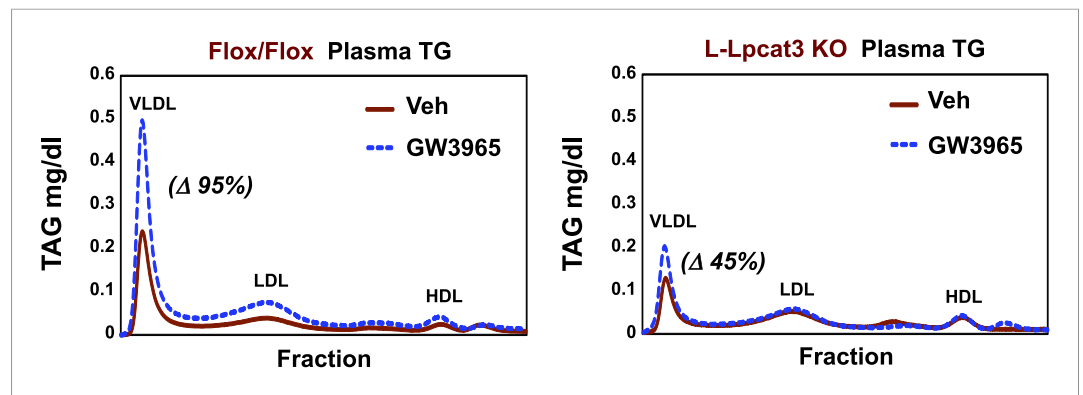 Flox/Flox Plasma TG
0.6
0.5
0.4
0.3
0.2
0.1
0
TAG mg/dl
VLDL
Veh
GW3965
(Δ 95%)
LDL
HDL
Fraction
L-Lpcat3 KO Plasma TG
0.6
0.5
0.4
0.3
0.2
0.1
0
TAG mg/dl
Veh
GW3965
VLDL
(Δ 45%)
LDL
HDL
Fraction